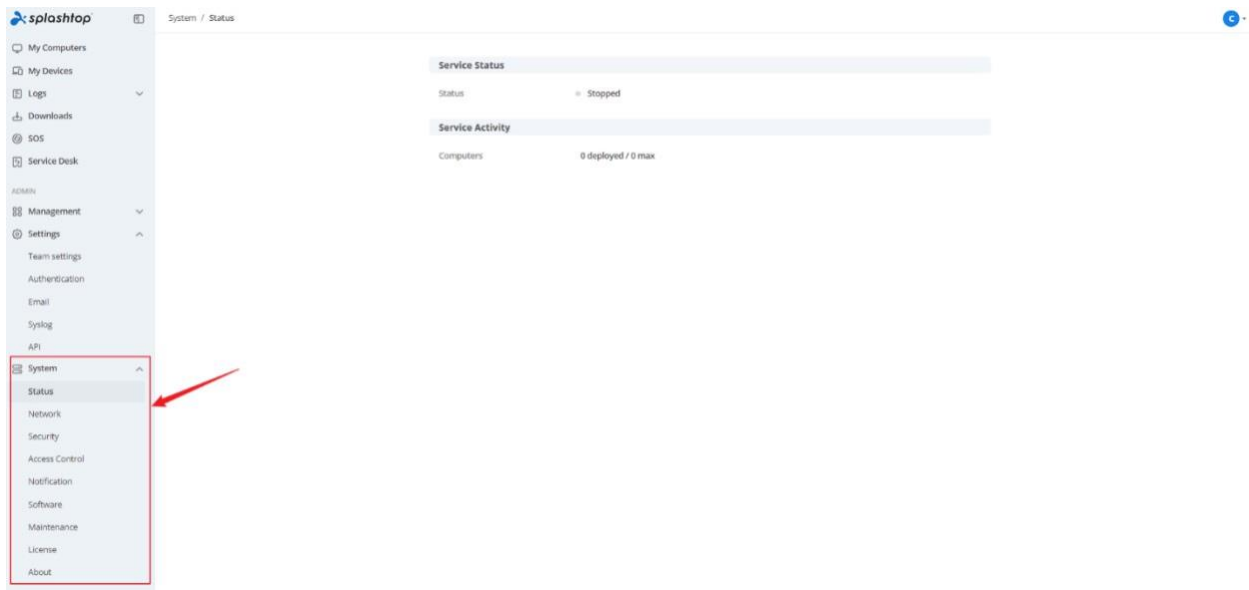 splashtop
System / Status
C
My Computers
My Devices
Logs
Downloads
SOS
Service Desk
ADMIN
Management
Settings
Team settings
Authentication
Email
Syslog
API
System
Status
Network
Security
Access Control
Notification
Software
Maintenance
License
About
Service Status
Status Stopped
Service Activity
Computers 0 deployed / 0 max